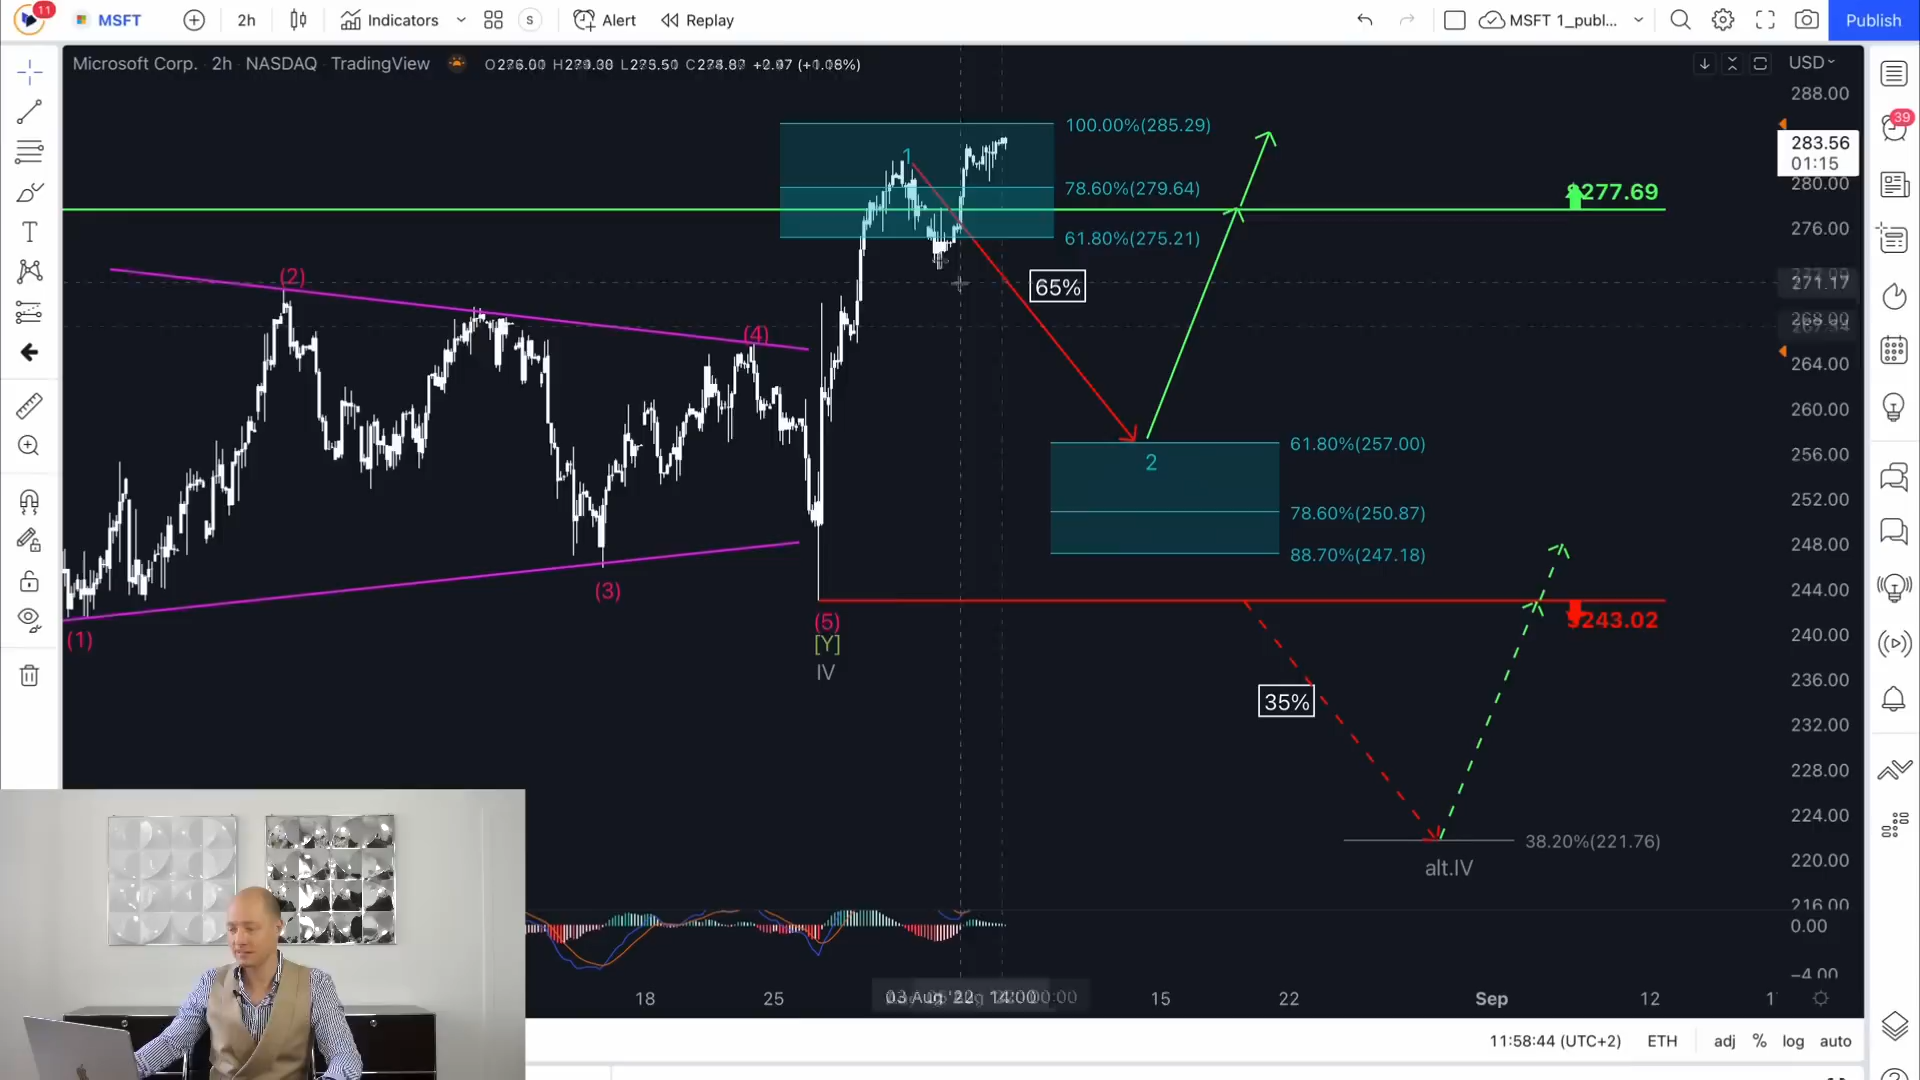 11
MSFT
2h
Indicators
S
Alert
Replay
MSFT 1_publ...
Publish
Microsoft Corp. 2h NASDAQ TradingView
(+1.08%)
USD
288.00
39
100.00%(285.29)
283.56
01:15
1
280.00
78.60%(279.64)
$277.69
276.00
61.80%(275.21)
(2)
65%
271.17
(4)
264.00
260.00
61.80%(257.00)
256.00
2
252.00
78.60%(250.87)
248.00
88.70%(247.18)
(3)
244.00
(1)
(5)
$243.02
240.00
[Y]
IV
236.00
35%
232.00
228.00
224.00
38.20%(221.76)
220.00
alt.IV
216.00
0.00
-4.00
18
25
15
22
Sep
12
11:58:44 (UTC+2)
ETH
adj
%
log
auto